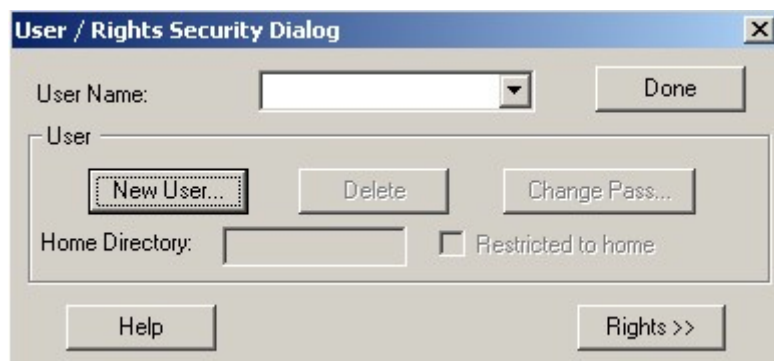 User / Rights Security Dialog
User Name:
Done
User
New User...
Delete
Change Pass...
Home Directory:
Restricted to home
Help
Rights >>